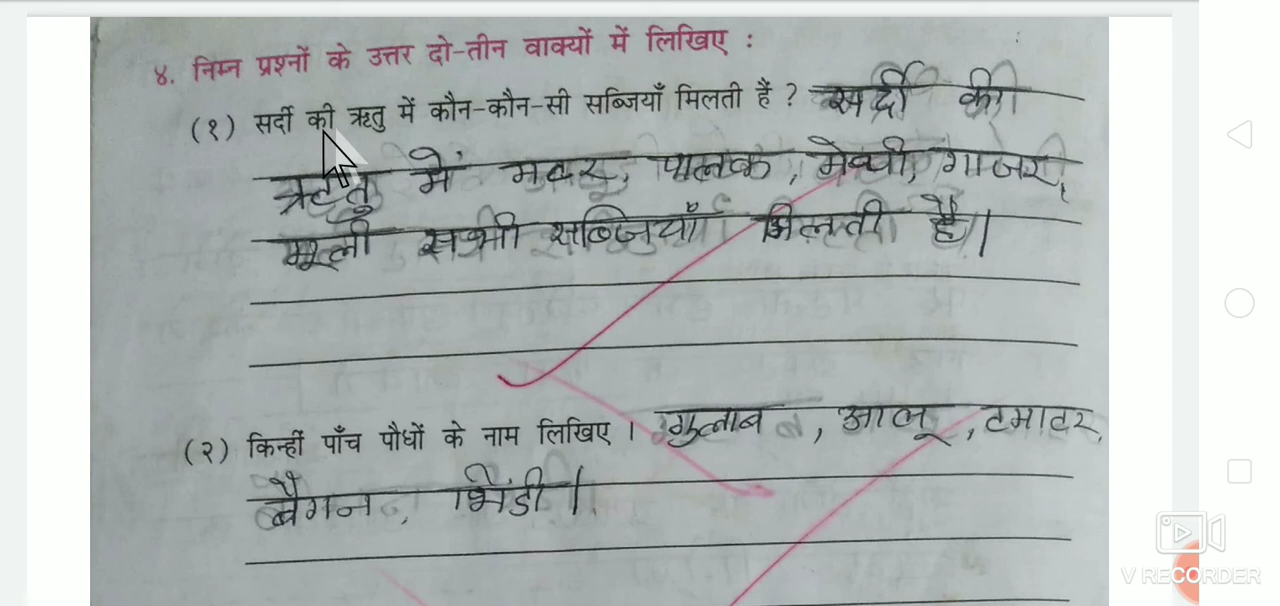 ४. निम्न प्रश्नों के उत्तर दो-तीन वाक्यों में लिखिए :
(१) सर्दी की ऋतु में कौन-कौन-सी सब्जियाँ मिलती हैं ? सर्दी की
ऋतु में मटर, पालक, मेथी, गाजर,
मूली सभी सब्जियाँ मिलती हैं।
(२) किन्हीं पाँच पौधों के नाम लिखिए । गुलाब, आलू, टमाटर,
बैंगन, भिंडी।
V RECORDER